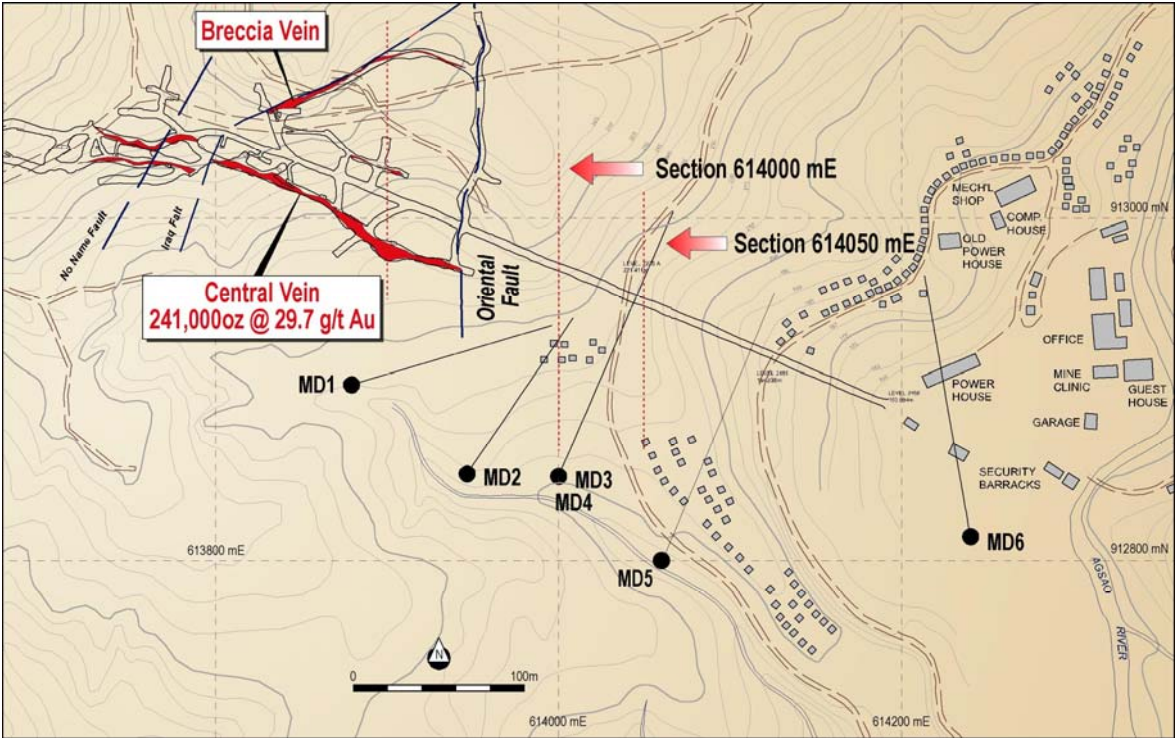 Breccia Vein
No Name Fault
Iraq Falt
Central Vein
241,000oz @ 29.7 g/t Au
Oriental
Fault
Section 614000 mE
Section 614050 mE
MECH'L
SHOP
COMP.
HOUSE
OLD
POWER
HOUSE
913000 mN
OFFICE
MINE
CLINIC
GUEST
HOUSE
POWER
HOUSE
GARAGE
SECURITY
BARRACKS
MD1
MD2
MD3
MD4
MD5
MD6
613800 mE
912800 mN
AGSAO
RIVER
N
0
100m
614000 mE
614200 mE